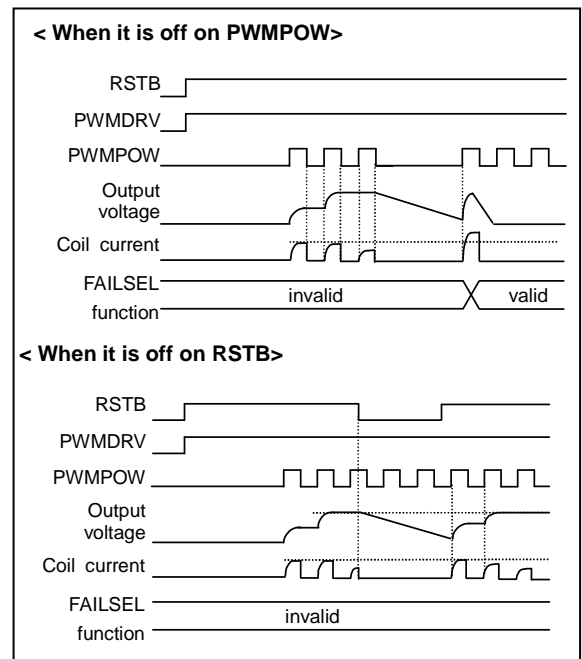 < When it is off on PWMPOW>
RSTB
PWMDRV
PWMPOW
Output
voltage
Coil current
FAILSEL
function
invalid
valid
< When it is off on RSTB>
RSTB
PWMDRV
PWMPOW
Output
voltage
Coil current
FAILSEL
function
invalid